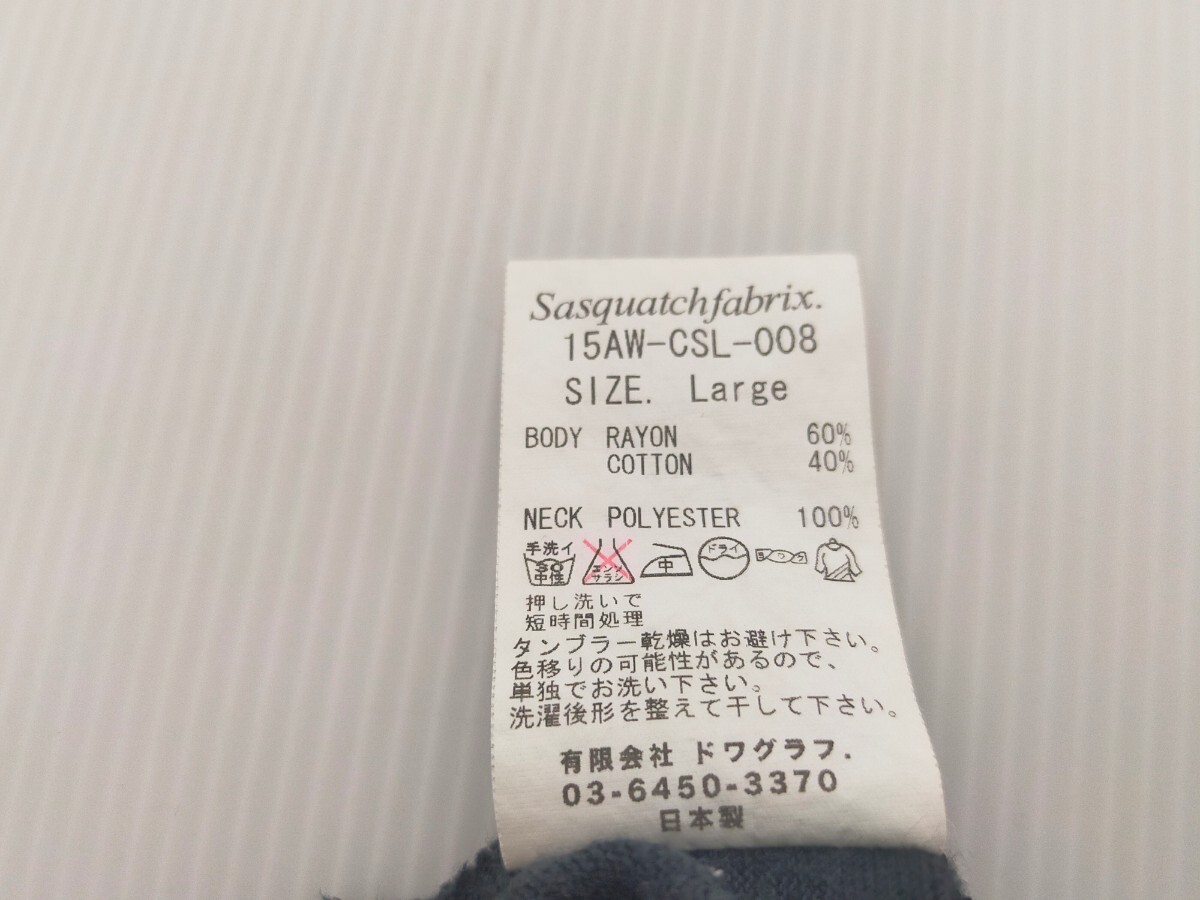 Sasquatchfabrix.
15AW-CSL-008
SIZE. Large
BODY RAYON 60%
COTTON 40%
NECK POLYESTER 100%
手洗イ
30
中性
エンソ
サラシ
中
ドライ
押し洗いで
短時間処理
タンブラー乾燥はお避け下さい。
色移りの可能性があるので、
単独でお洗い下さい。
洗濯後形を整えて干して下さい。
有限会社 ドワグラフ.
03-6450-3370
日本製